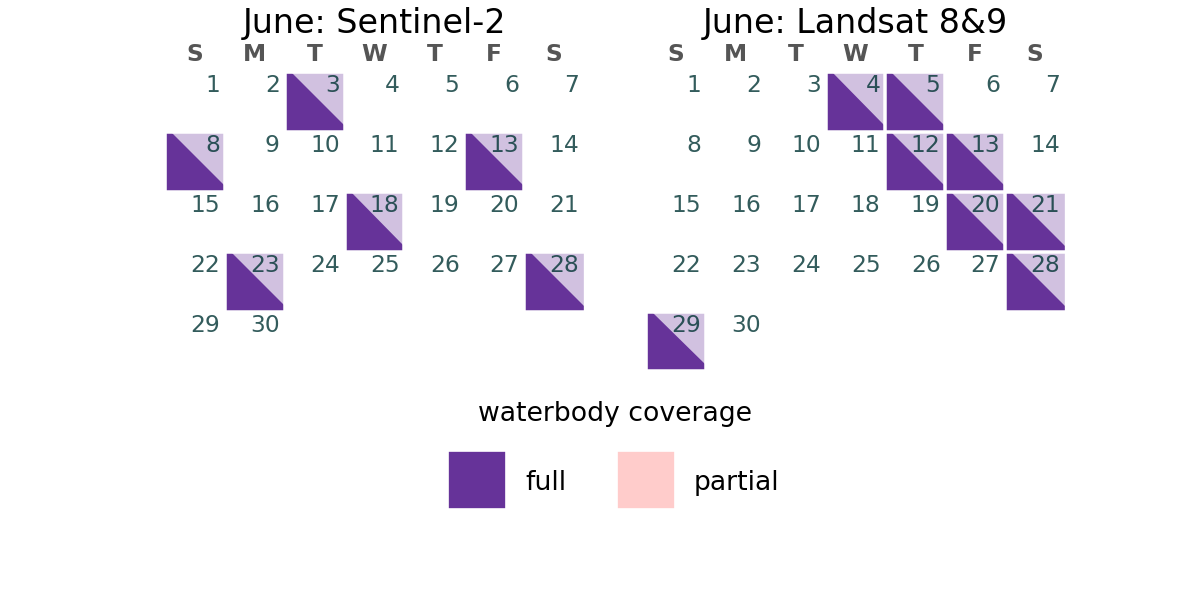 June: Sentinel-2
S M T W T F S
1 2 3 4 5 6 7
8 9 10 11 12 13 14
15 16 17 18 19 20 21
22 23 24 25 26 27 28
29 30
June: Landsat 8&9
S M T W T F S
1 2 3 4 5 6 7
8 9 10 11 12 13 14
15 16 17 18 19 20 21
22 23 24 25 26 27 28
29 30
waterbody coverage
full partial